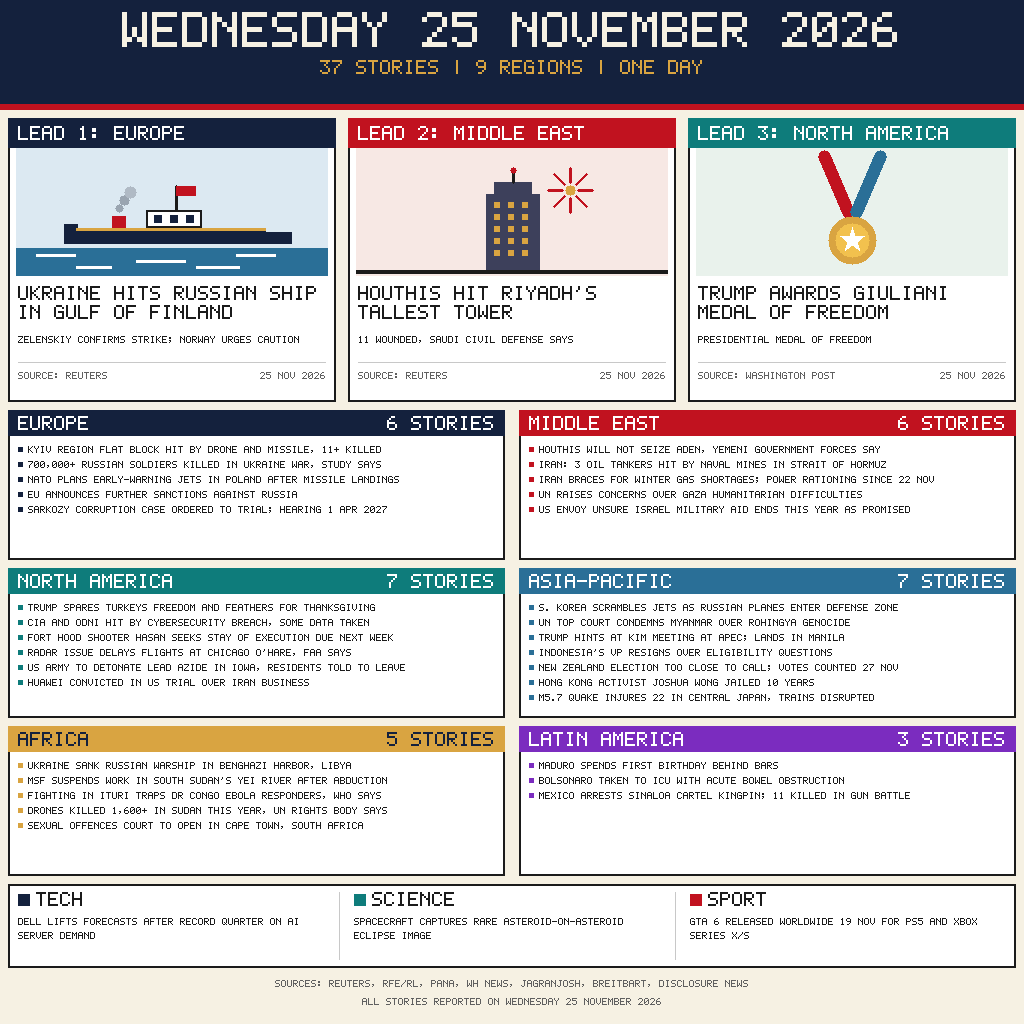 WEDNESDAY 25 NOVEMBER 2026
37 STORIES | 9 REGIONS | ONE DAY
LEAD 1: EUROPE
UKRAINE HITS RUSSIAN SHIP
IN GULF OF FINLAND
ZELENSKIY CONFIRMS STRIKE; NORWAY URGES CAUTION
SOURCE: REUTERS 25 NOV 2026
LEAD 2: MIDDLE EAST
HOUTHIS HIT RIYADH'S
TALLEST TOWER
11 WOUNDED, SAUDI CIVIL DEFENSE SAYS
SOURCE: REUTERS 25 NOV 2026
LEAD 3: NORTH AMERICA
TRUMP AWARDS GIULIANI
MEDAL OF FREEDOM
PRESIDENTIAL MEDAL OF FREEDOM
SOURCE: WASHINGTON POST 25 NOV 2026
EUROPE 6 STORIES
KYIV REGION FLAT BLOCK HIT BY DRONE AND MISSILE, 11+ KILLED
700,000+ RUSSIAN SOLDIERS KILLED IN UKRAINE WAR, STUDY SAYS
NATO PLANS EARLY-WARNING JETS IN POLAND AFTER MISSILE LANDINGS
EU ANNOUNCES FURTHER SANCTIONS AGAINST RUSSIA
SARKOZY CORRUPTION CASE ORDERED TO TRIAL; HEARING 1 APR 2027
MIDDLE EAST 6 STORIES
HOUTHIS WILL NOT SEIZE ADEN, YEMENI GOVERNMENT FORCES SAY
IRAN: 3 OIL TANKERS HIT BY NAVAL MINES IN STRAIT OF HORMUZ
IRAN BRACES FOR WINTER GAS SHORTAGES; POWER RATIONING SINCE 22 NOV
UN RAISES CONCERNS OVER GAZA HUMANITARIAN DIFFICULTIES
US ENVOY UNSURE ISRAEL MILITARY AID ENDS THIS YEAR AS PROMISED
NORTH AMERICA 7 STORIES
TRUMP SPARES TURKEYS FREEDOM AND FEATHERS FOR THANKSGIVING
CIA AND ODNI HIT BY CYBERSECURITY BREACH, SOME DATA TAKEN
FORT HOOD SHOOTER HASAN SEEKS STAY OF EXECUTION DUE NEXT WEEK
RADAR ISSUE DELAYS FLIGHTS AT CHICAGO O'HARE, FAA SAYS
US ARMY TO DETONATE LEAD AZIDE IN IOWA, RESIDENTS TOLD TO LEAVE
HUAWEI CONVICTED IN US TRIAL OVER IRAN BUSINESS
ASIA-PACIFIC 7 STORIES
S. KOREA SCRAMBLES JETS AS RUSSIAN PLANES ENTER DEFENSE ZONE
UN TOP COURT CONDEMNS MYANMAR OVER ROHINGYA GENOCIDE
TRUMP HINTS AT KIM MEETING AT APEC; LANDS IN MANILA
INDONESIA'S VP RESIGNS OVER ELIGIBILITY QUESTIONS
NEW ZEALAND ELECTION TOO CLOSE TO CALL; VOTES COUNTED 27 NOV
HONG KONG ACTIVIST JOSHUA WONG JAILED 10 YEARS
M5.7 QUAKE INJURES 22 IN CENTRAL JAPAN, TRAINS DISRUPTED
AFRICA 5 STORIES
UKRAINE SANK RUSSIAN WARSHIP IN BENGHAZI HARBOR, LIBYA
MSF SUSPENDS WORK IN SOUTH SUDAN'S YEI RIVER AFTER ABDUCTION
FIGHTING IN ITURI TRAPS DR CONGO EBOLA RESPONDERS, WHO SAYS
DRONES KILLED 1,600+ IN SUDAN THIS YEAR, UN RIGHTS BODY SAYS
SEXUAL OFFENCES COURT TO OPEN IN CAPE TOWN, SOUTH AFRICA
LATIN AMERICA 3 STORIES
MADURO SPENDS FIRST BIRTHDAY BEHIND BARS
BOLSONARO TAKEN TO ICU WITH ACUTE BOWEL OBSTRUCTION
MEXICO ARRESTS SINALOA CARTEL KINGPIN; 11 KILLED IN GUN BATTLE
TECH
DELL LIFTS FORECASTS AFTER RECORD QUARTER ON AI
SERVER DEMAND
SCIENCE
SPACECRAFT CAPTURES RARE ASTEROID-ON-ASTEROID
ECLIPSE IMAGE
SPORT
GTA 6 RELEASED WORLDWIDE 19 NOV FOR PS5 AND XBOX
SERIES X/S
SOURCES: REUTERS, RFE/RL, PANA, WH NEWS, JAGRANJOSH, BREITBART, DISCLOSURE NEWS
ALL STORIES REPORTED ON WEDNESDAY 25 NOVEMBER 2026